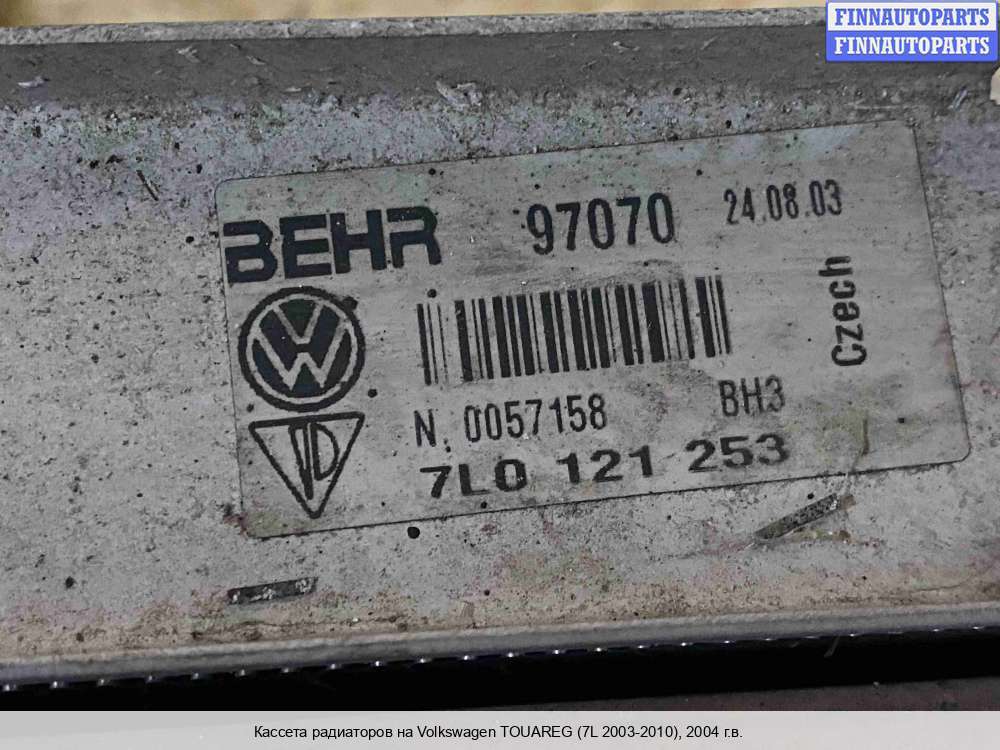 FINNAUTOPARTS
FINNAUTOPARTS
BEHR 97070 24.08.03
Czech
N. 0057158 BH3
7L0 121 253
Кассета радиаторов на Volkswagen TOUAREG (7L 2003-2010), 2004 г.в.